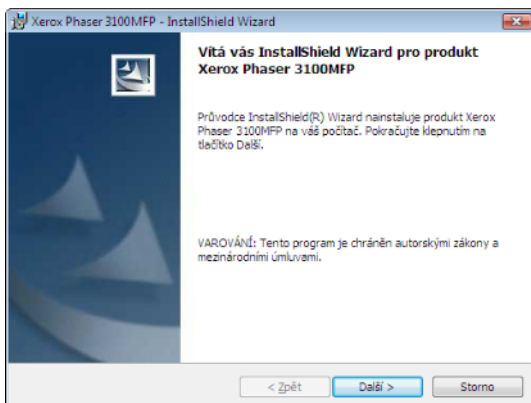 Xerox Phaser 3100MFP - InstallShield Wizard
Vítá vás InstallShield Wizard pro produkt
Xerox Phaser 3100MFP
Průvodce InstallShield(R) Wizard nainstaluje produkt Xerox
Phaser 3100MFP na váš počítač. Pokračujte klepnutím na
tlačítko Další.
VAROVÁNÍ: Tento program je chráněn autorskými zákony a
mezinárodními úmluvami.
< Zpět
Další >
Storno